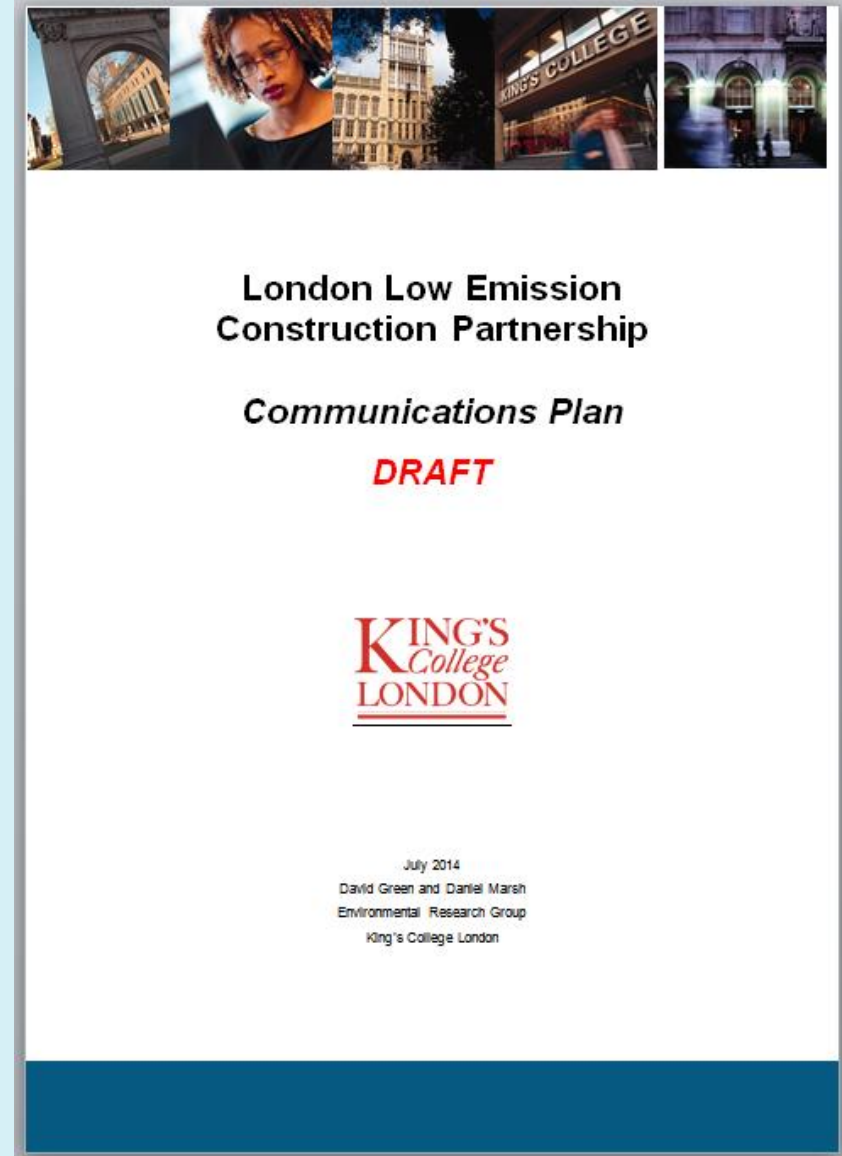 KING'S COLLEGE
London Low Emission
Construction Partnership
Communications Plan
DRAFT
KING'S
College
LONDON
July 2014
David Green and Daniel Marsh
Environmental Research Group
King's College London